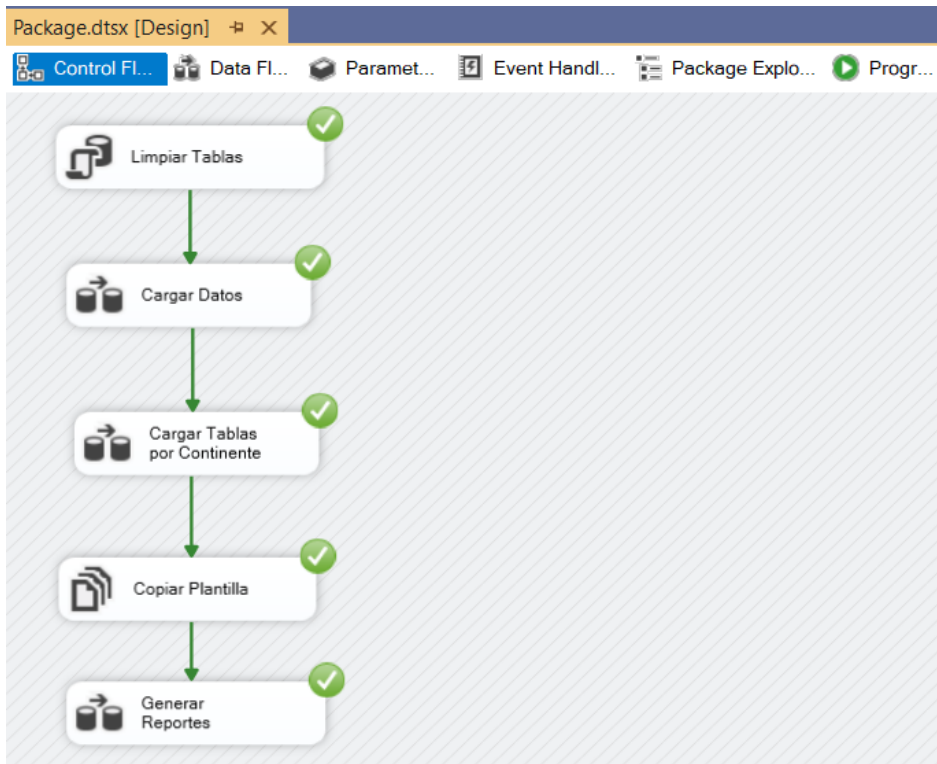 Package.dtsx [Design]
Control Fl... Data Fl... Paramet... Event Handl... Package Explo... Progr...
Limpiar Tablas
Cargar Datos
Cargar Tablas
por Continente
Copiar Plantilla
Generar
Reportes